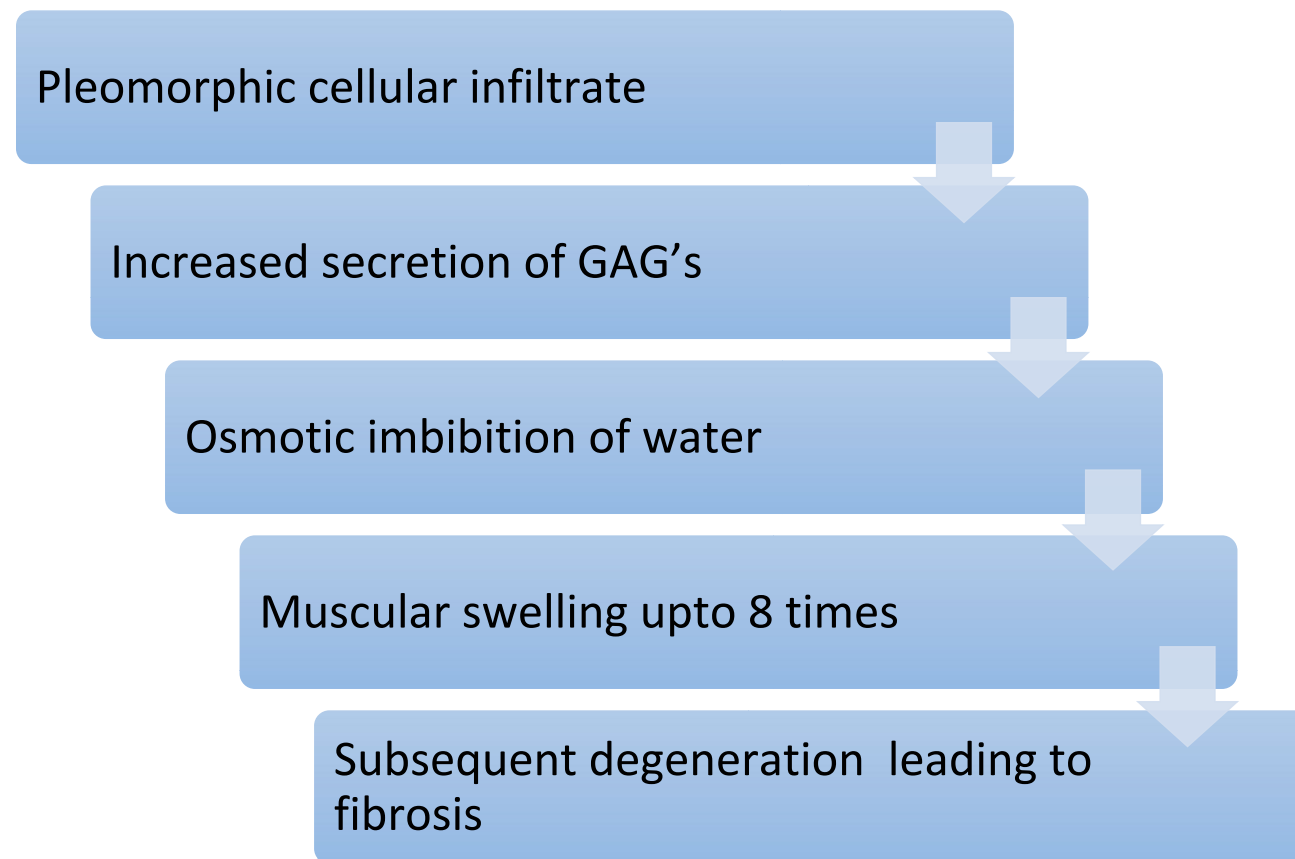 Pleomorphic cellular infiltrate
Increased secretion of GAG’s
Osmotic imbibition of water
Muscular swelling upto 8 times
Subsequent degeneration  leading to
fibrosis